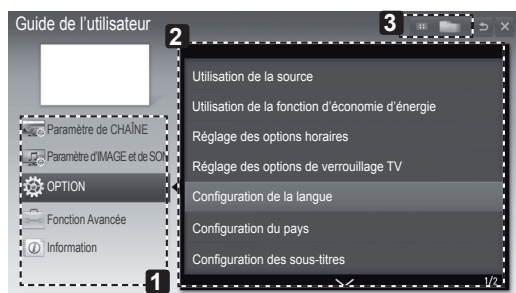 Guide de l'utilisateur
3
2
Paramètre de CHAÎNE
Paramètre d'IMAGE et de SON
OPTION
Fonction Avancée
Information
1
Utilisation de la source
Utilisation de la fonction d'économie d'énergie
Réglage des options horaires
Réglage des options de verrouillage TV
Configuration de la langue
Configuration du pays
Configuration des sous-titres
1/2